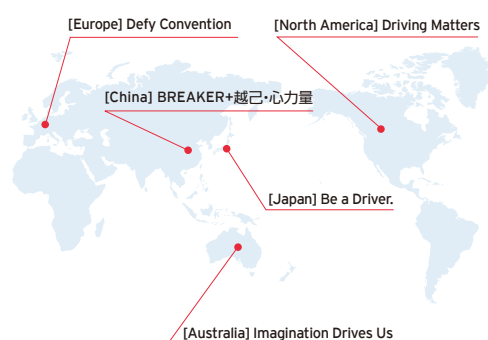 [Europe] Defy Convention
[North America] Driving Matters
[China] BREAKER+越己・心力量
[Japan] Be a Driver.
[Australia] Imagination Drives Us